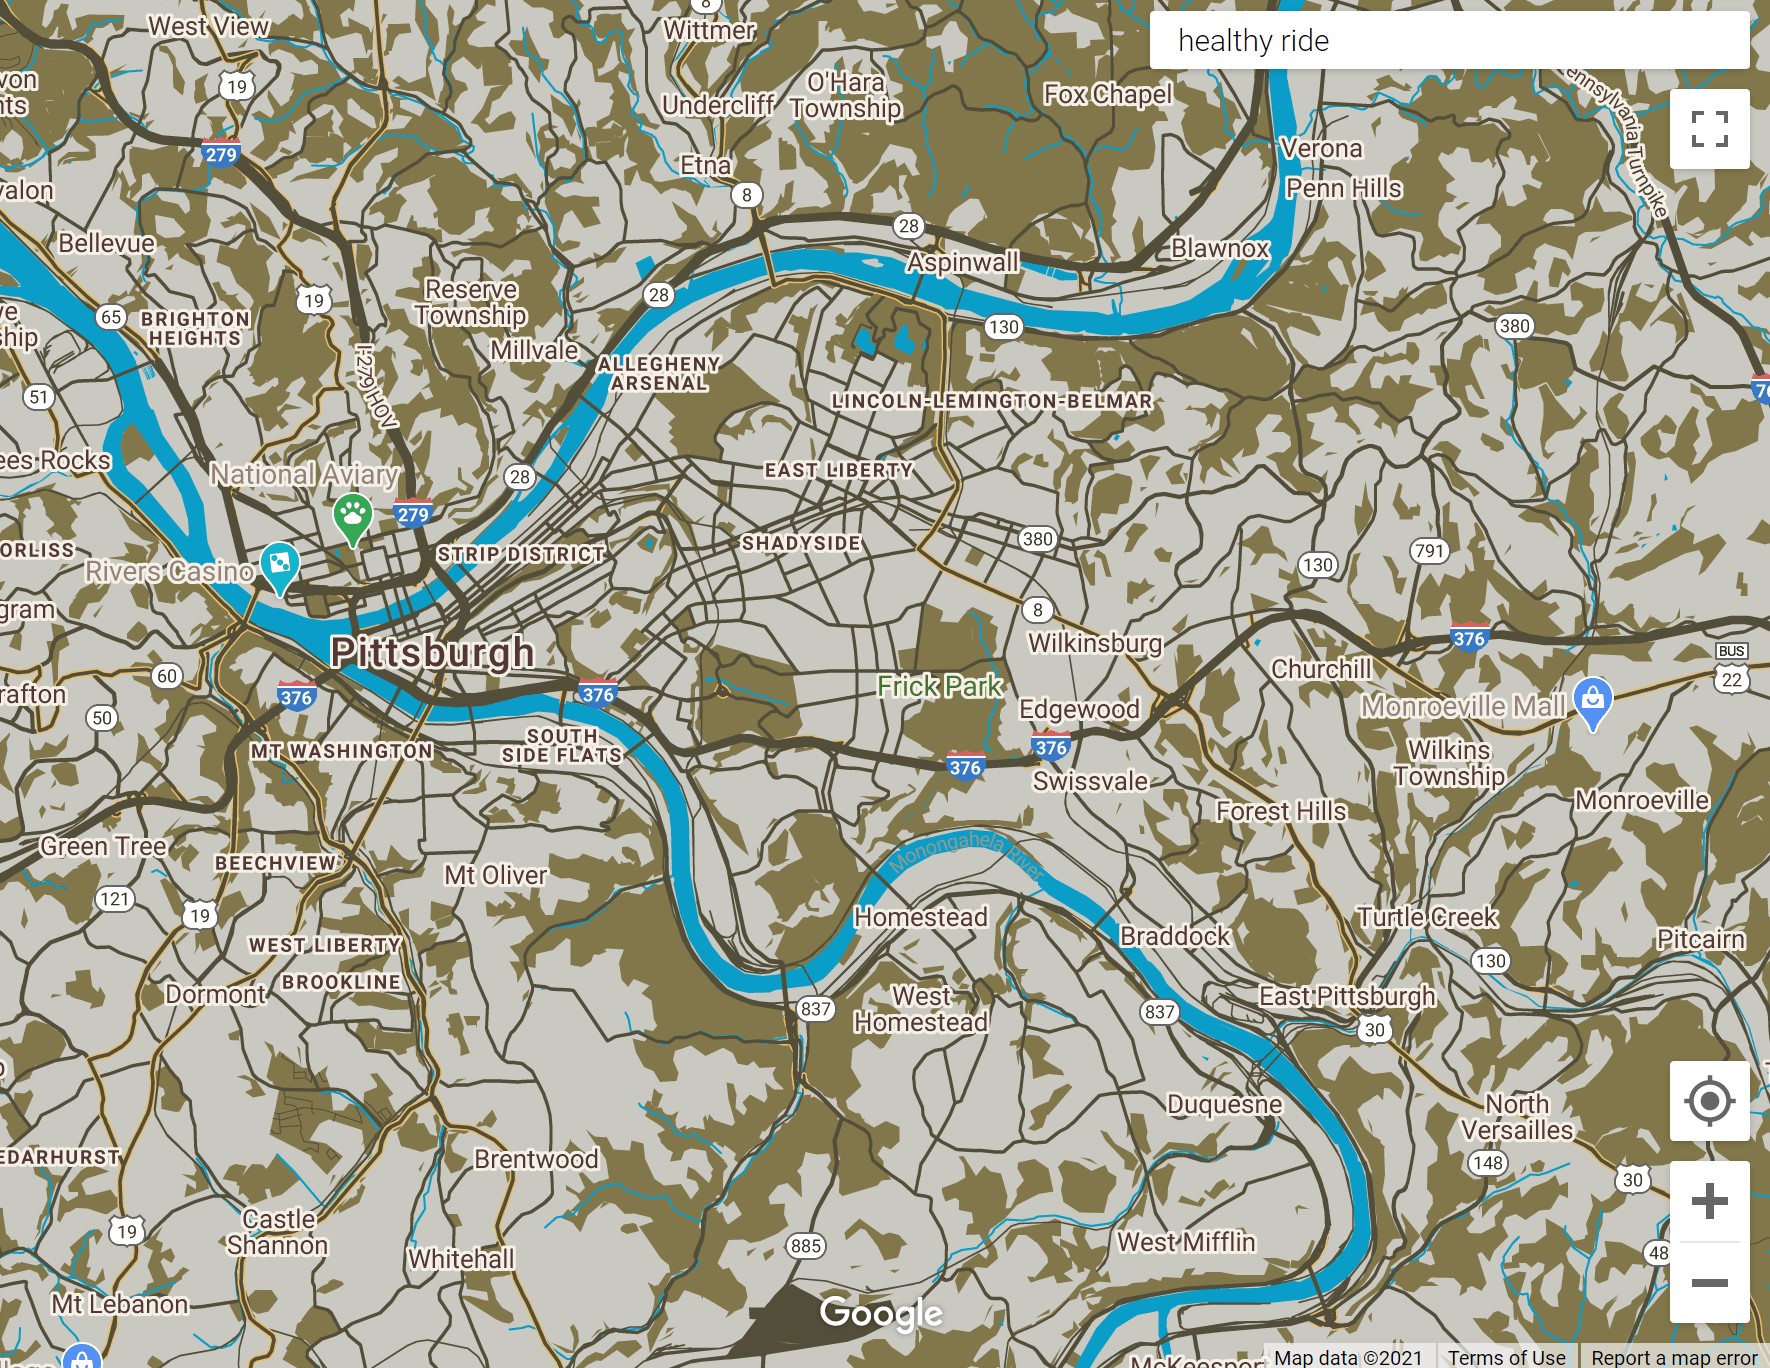 West View
8
Wittmer
healthy ride
19
O'Hara
Township
Undercliff
Fox Chapel
Pennsylvania Turnpike
279
Etna
8
Verona
Penn Hills
28
Bellevue
Aspinwall
Blawnox
19
Reserve
Township
28
65
BRIGHTON
HEIGHTS
130
380
Millvale
ALLEGHENY
ARSENAL
I-279 HOV
51
76
LINCOLN-LEMINGTON-BELMAR
National Aviary
28
EAST LIBERTY
279
STRIP DISTRICT
SHADYSIDE
380
791
130
Rivers Casino
8
Pittsburgh
Wilkinsburg
376
BUS
22
Churchill
60
376
376
Frick Park
Edgewood
Monroeville Mall
50
MT WASHINGTON
SOUTH
SIDE FLATS
376
376
Swissvale
Wilkins
Township
Monroeville
Forest Hills
Green Tree
BEECHVIEW
Mt Oliver
Monongahela River
121
19
Homestead
Braddock
Turtle Creek
Pitcairn
WEST LIBERTY
BROOKLINE
130
Dormont
837
West
Homestead
837
East Pittsburgh
30
Duquesne
North
Versailles
Brentwood
148
30
19
Castle
Shannon
Whitehall
885
West Mifflin
48
Mt Lebanon
Google
Map data ©2021
Terms of Use
Report a map error